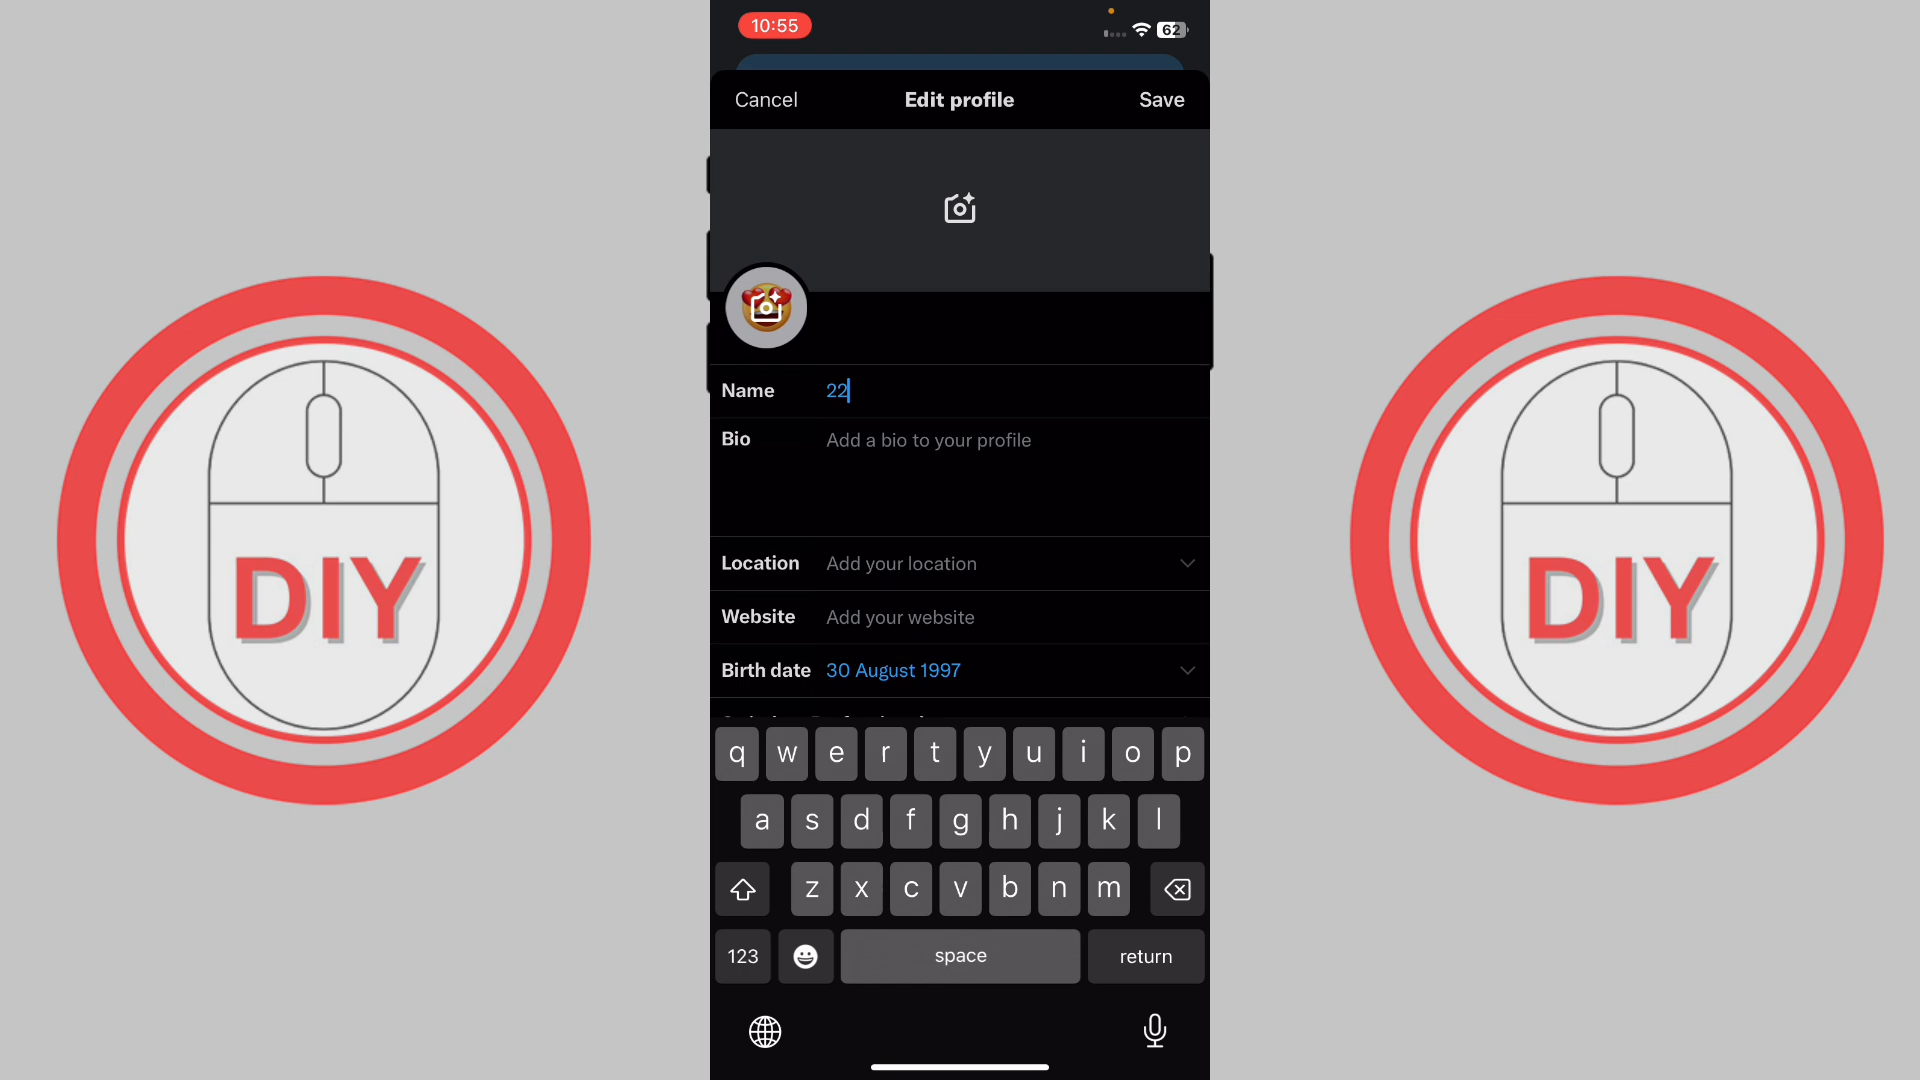 10:55
62
Cancel Edit profile Save
Name 22
Bio Add a bio to your profile
Location Add your location
Website Add your website
Birth date 30 August 1997
q w e r t y u i o p
a s d f g h j k l
z x c v b n m
123 space return
DIY
DIY